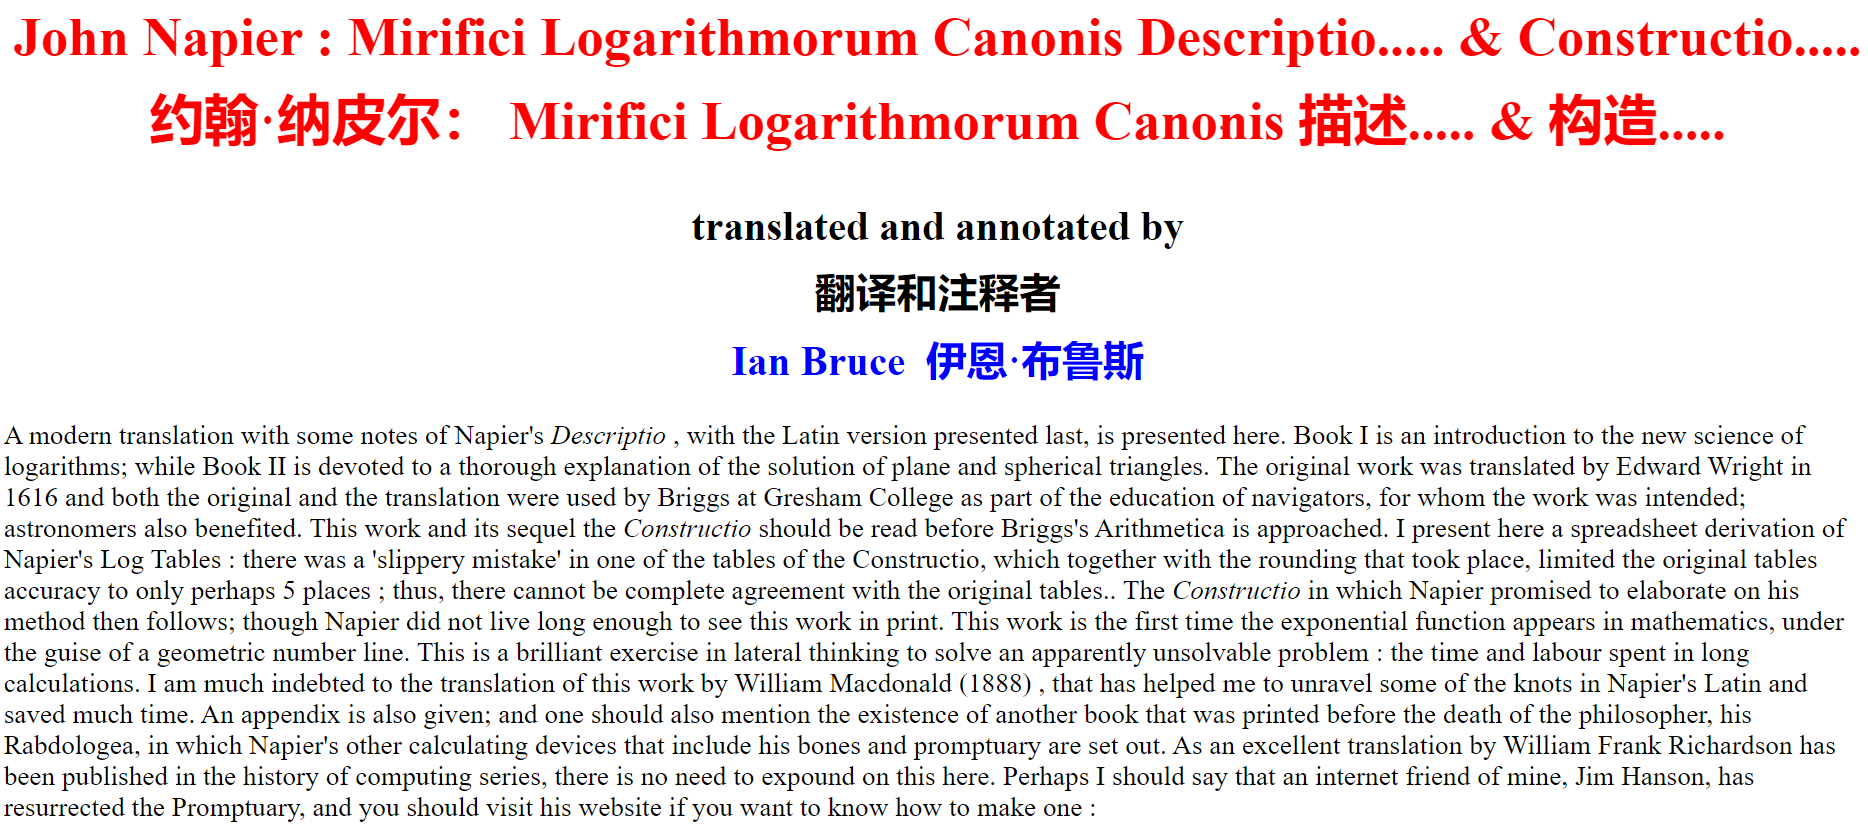 John Napier : Mirifici Logarithmorum Canonis Descriptio..... & Constructio.....
约翰·纳皮尔： Mirifici Logarithmorum Canonis 描述..... & 构造.....
translated and annotated by
翻译和注释者
Ian Bruce 伊恩·布鲁斯
A modern translation with some notes of Napier's Descriptio , with the Latin version presented last, is presented here. Book I is an introduction to the new science of
logarithms; while Book II is devoted to a thorough explanation of the solution of plane and spherical triangles. The original work was translated by Edward Wright in
1616 and both the original and the translation were used by Briggs at Gresham College as part of the education of navigators, for whom the work was intended;
astronomers also benefited. This work and its sequel the Constructio should be read before Briggs's Arithmetica is approached. I present here a spreadsheet derivation of
Napier's Log Tables : there was a 'slippery mistake' in one of the tables of the Constructio, which together with the rounding that took place, limited the original tables
accuracy to only perhaps 5 places ; thus, there cannot be complete agreement with the original tables.. The Constructio in which Napier promised to elaborate on his
method then follows; though Napier did not live long enough to see this work in print. This work is the first time the exponential function appears in mathematics, under
the guise of a geometric number line. This is a brilliant exercise in lateral thinking to solve an apparently unsolvable problem : the time and labour spent in long
calculations. I am much indebted to the translation of this work by William Macdonald (1888) , that has helped me to unravel some of the knots in Napier's Latin and
saved much time. An appendix is also given; and one should also mention the existence of another book that was printed before the death of the philosopher, his
Rabdologea, in which Napier's other calculating devices that include his bones and promptuary are set out. As an excellent translation by William Frank Richardson has
been published in the history of computing series, there is no need to expound on this here. Perhaps I should say that an internet friend of mine, Jim Hanson, has
resurrected the Promptuary, and you should visit his website if you want to know how to make one :